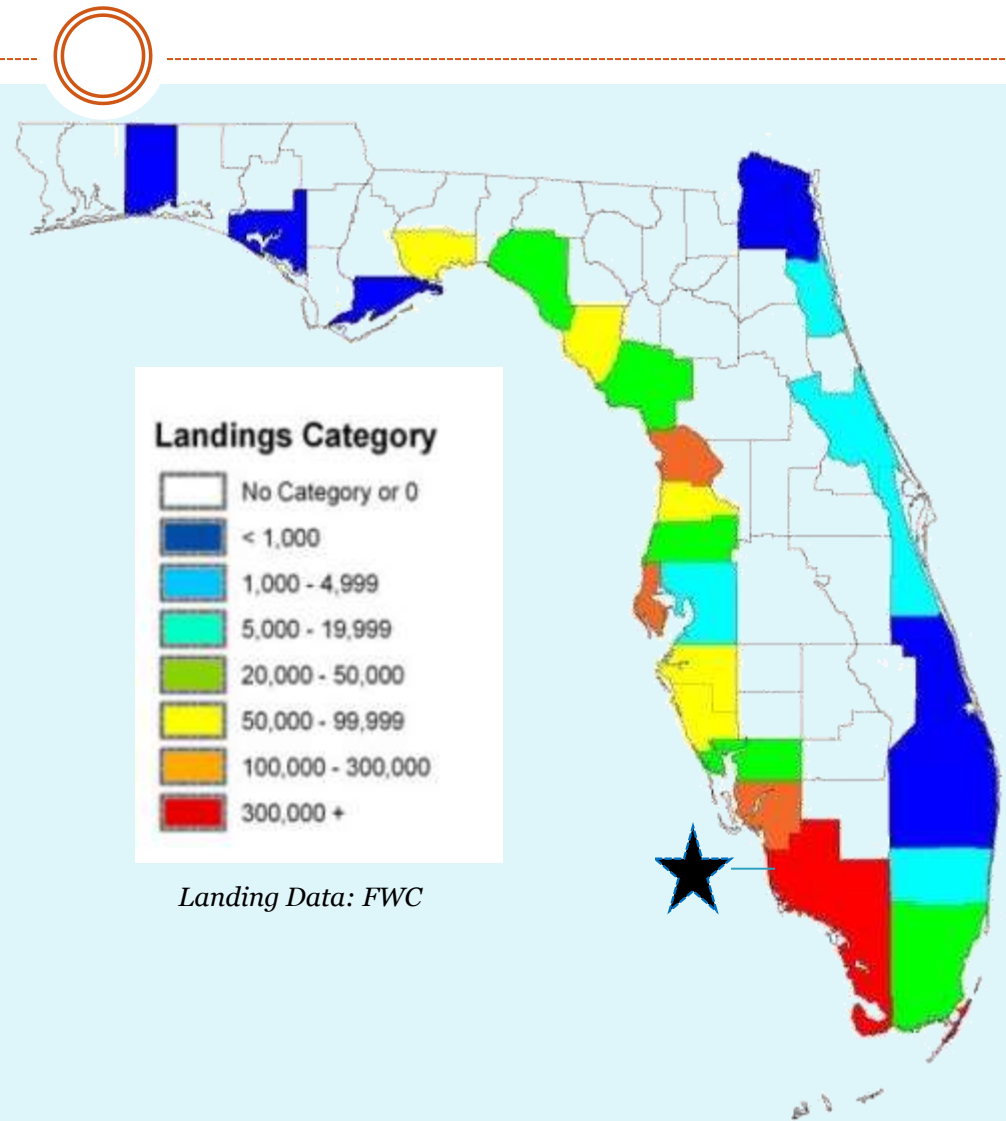 Landings Category
No Category or 0
< 1,000
1,000 - 4,999
5,000 - 19,999
20,000 - 50,000
50,000 - 99,999
100,000 - 300,000
300,000 +
Landing Data: FWC